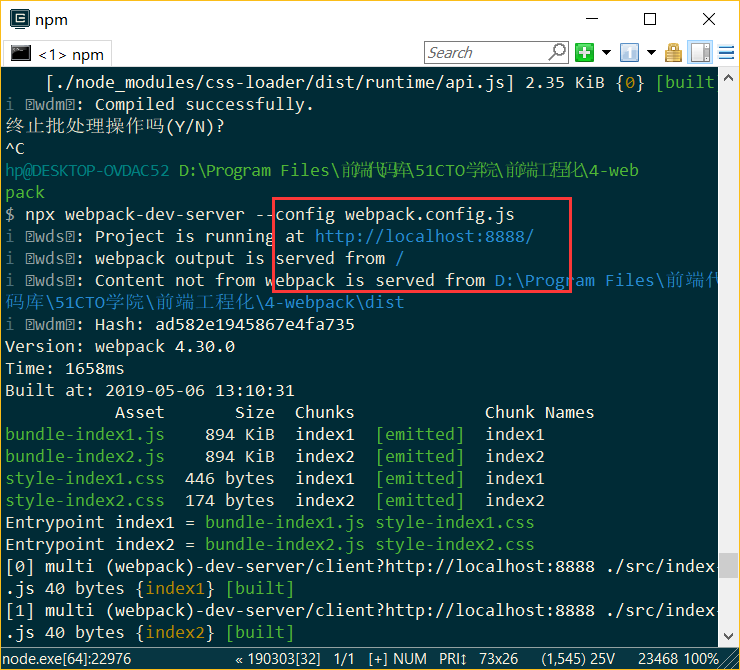 npm
<1> npm
Search
[./node_modules/css-loader/dist/runtime/api.js] 2.35 KiB {0} [built
i ｢wdm｣: Compiled successfully.
终止批处理操作吗(Y/N)?
^C
hp@DESKTOP-OVDAC52 D:\Program Files\前端代码库\51CTO学院\前端工程化\4-web
pack
$ npx webpack-dev-server --config webpack.config.js
i ｢wds｣: Project is running at http://localhost:8888/
i ｢wds｣: webpack output is served from /
i ｢wds｣: Content not from webpack is served from D:\Program Files\前端代
码库\51CTO学院\前端工程化\4-webpack\dist
i ｢wdm｣: Hash: ad582e1945867e4fa735
Version: webpack 4.30.0
Time: 1658ms
Built at: 2019-05-06 13:10:31
Asset Size Chunks Chunk Names
bundle-index1.js 894 KiB index1 [emitted] index1
bundle-index2.js 894 KiB index2 [emitted] index2
style-index1.css 446 bytes index1 [emitted] index1
style-index2.css 174 bytes index2 [emitted] index2
Entrypoint index1 = bundle-index1.js style-index1.css
Entrypoint index2 = bundle-index2.js style-index2.css
[0] multi (webpack)-dev-server/client?http://localhost:8888 ./src/index-
.js 40 bytes {index1} [built]
[1] multi (webpack)-dev-server/client?http://localhost:8888 ./src/index-
.js 40 bytes {index2} [built]
node.exe[64]:22976 « 190303[32] 1/1 [+] NUM PRI↕ 73x26 (1,545) 25V 23468 100%